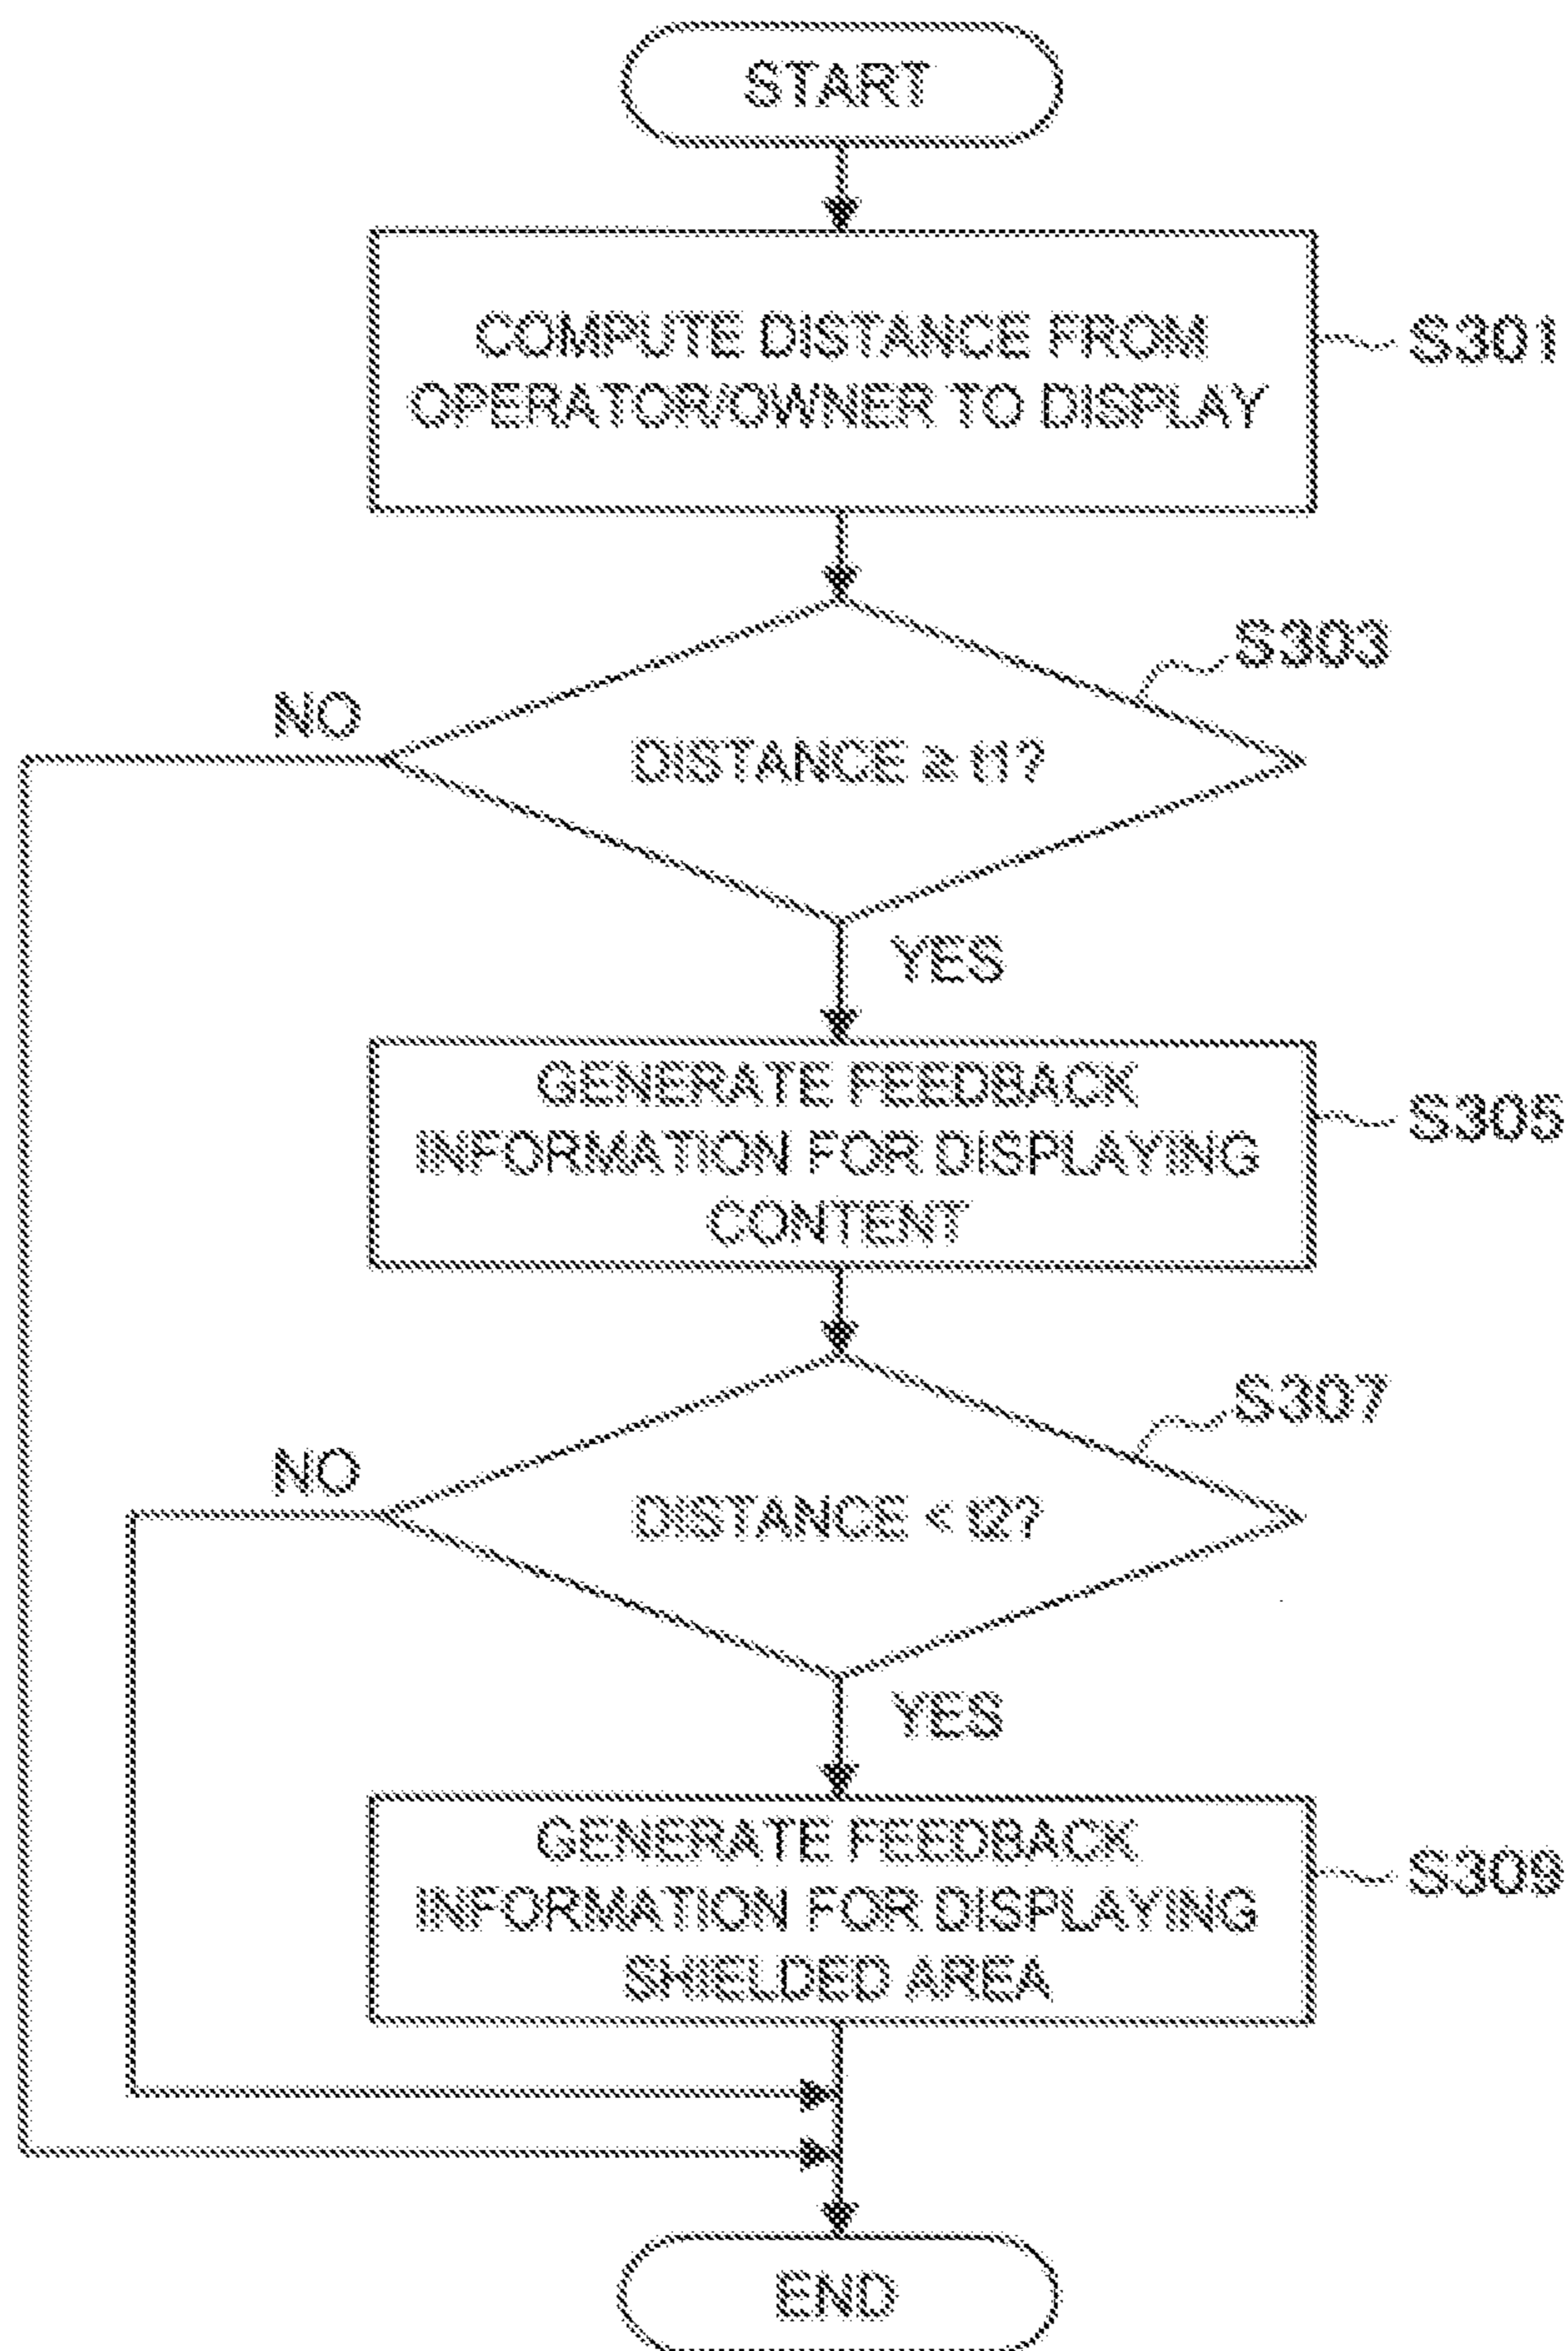 START
COMPUTE DISTANCE FROM
OPERATOR/OWNER TO DISPLAY
S301
S303
NO
DISTANCE ≥ t1?
YES
GENERATE FEEDBACK
INFORMATION FOR DISPLAYING
CONTENT
S305
S307
NO
DISTANCE < t2?
YES
GENERATE FEEDBACK
INFORMATION FOR DISPLAYING
SHIELDED AREA
S309
END